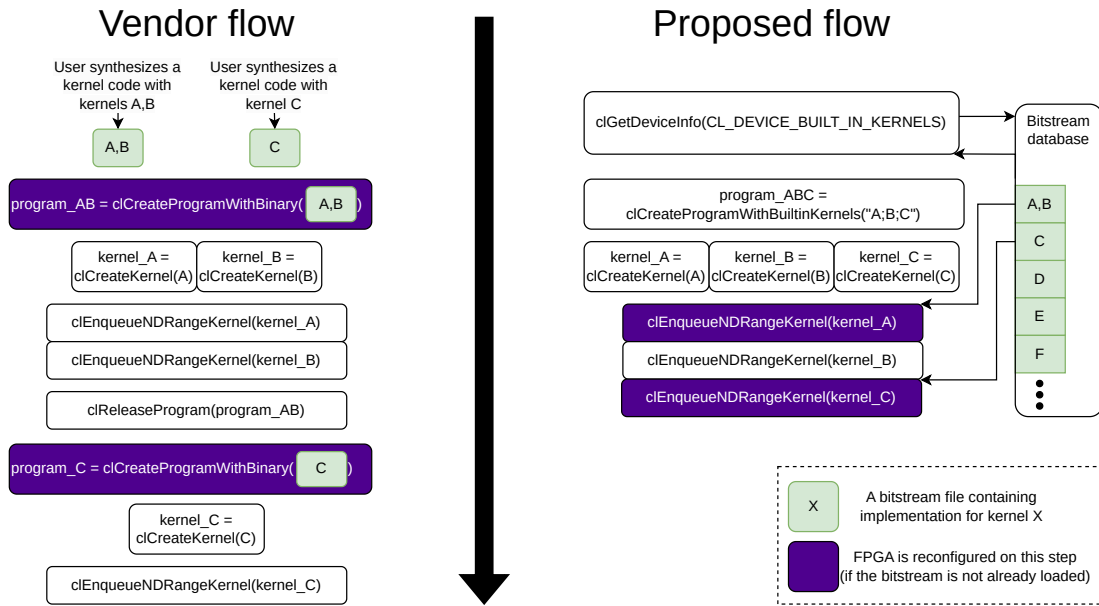 Vendor flow
User synthesizes a
kernel code with
kernels A,B
User synthesizes a
kernel code with
kernel C
A,B
C
program_AB = clCreateProgramWithBinary( A,B )
kernel_A =
clCreateKernel(A)
kernel_B =
clCreateKernel(B)
clEnqueueNDRangeKernel(kernel_A)
clEnqueueNDRangeKernel(kernel_B)
clReleaseProgram(program_AB)
program_C = clCreateProgramWithBinary( C )
kernel_C =
clCreateKernel(C)
clEnqueueNDRangeKernel(kernel_C)
Proposed flow
clGetDeviceInfo(CL_DEVICE_BUILT_IN_KERNELS)
Bitstream
database
program_ABC =
clCreateProgramWithBuiltinKernels("A;B;C")
kernel_A =
clCreateKernel(A)
kernel_B =
clCreateKernel(B)
kernel_C =
clCreateKernel(C)
clEnqueueNDRangeKernel(kernel_A)
clEnqueueNDRangeKernel(kernel_B)
clEnqueueNDRangeKernel(kernel_C)
A,B
C
D
E
F
X
A bitstream file containing
implementation for kernel X
FPGA is reconfigured on this step
(if the bitstream is not already loaded)